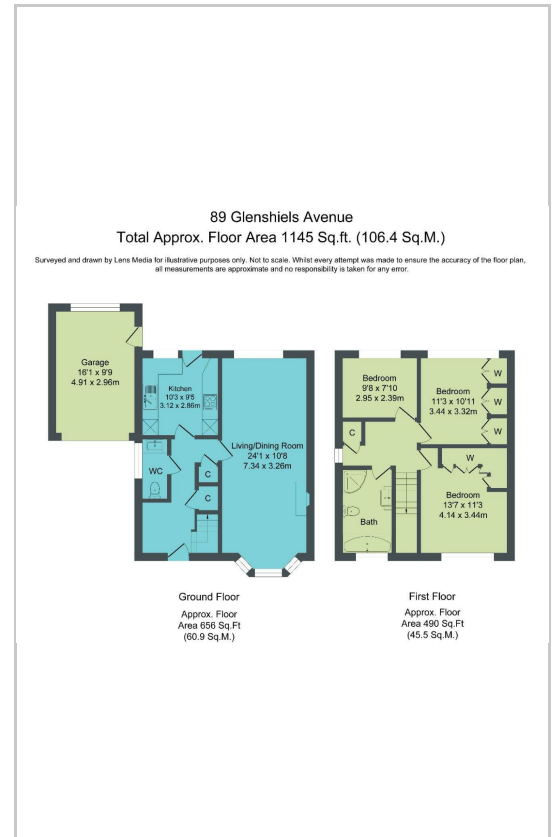 89 Glenshiels Avenue
Total Approx. Floor Area 1145 Sq.ft. (106.4 Sq.M.)
Surveyed and drawn by Lens Media for illustrative purposes only. Not to scale. Whilst every attempt was made to ensure the accuracy of the floor plan,
all measurements are approximate and no responsibility is taken for any error.
Garage
16'1 x 9'9
4.91 x 2.96m
Kitchen
10'3 x 9'5
3.12 x 2.86m
Living/Dining Room
24'1 x 10'8
7.34 x 3.26m
WC
C
C
Ground Floor
Approx. Floor
Area 656 Sq.Ft
(60.9 Sq.M.)
Bedroom
9'8 x 7'10
2.95 x 2.39m
Bedroom
11'3 x 10'11
3.44 x 3.32m
W
W
W
C
W
Bedroom
13'7 x 11'3
4.14 x 3.44m
Bath
First Floor
Approx. Floor
Area 490 Sq.Ft
(45.5 Sq.M.)